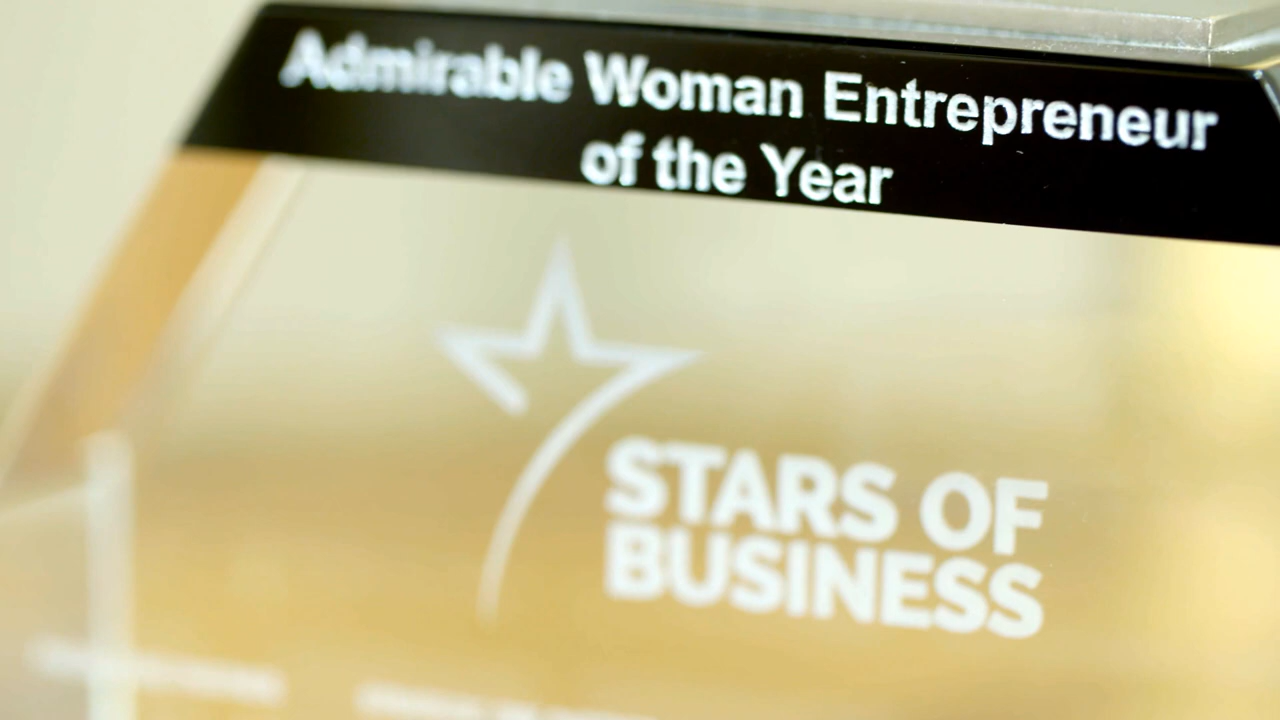 Admirable Woman Entrepreneur
of the Year
STARS OF
BUSINESS